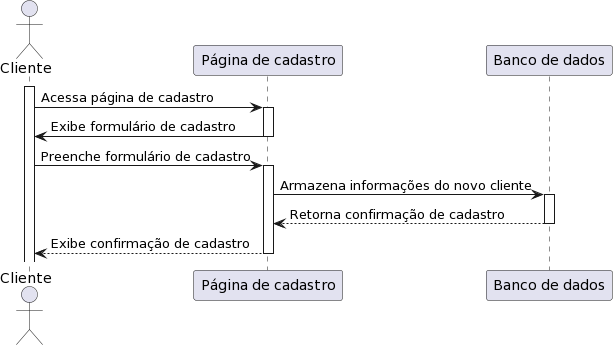 Cliente
Página de cadastro
Banco de dados
Acessa página de cadastro
Exibe formulário de cadastro
Preenche formulário de cadastro
Armazena informações do novo cliente
Retorna confirmação de cadastro
Exibe confirmação de cadastro
Cliente
Página de cadastro
Banco de dados